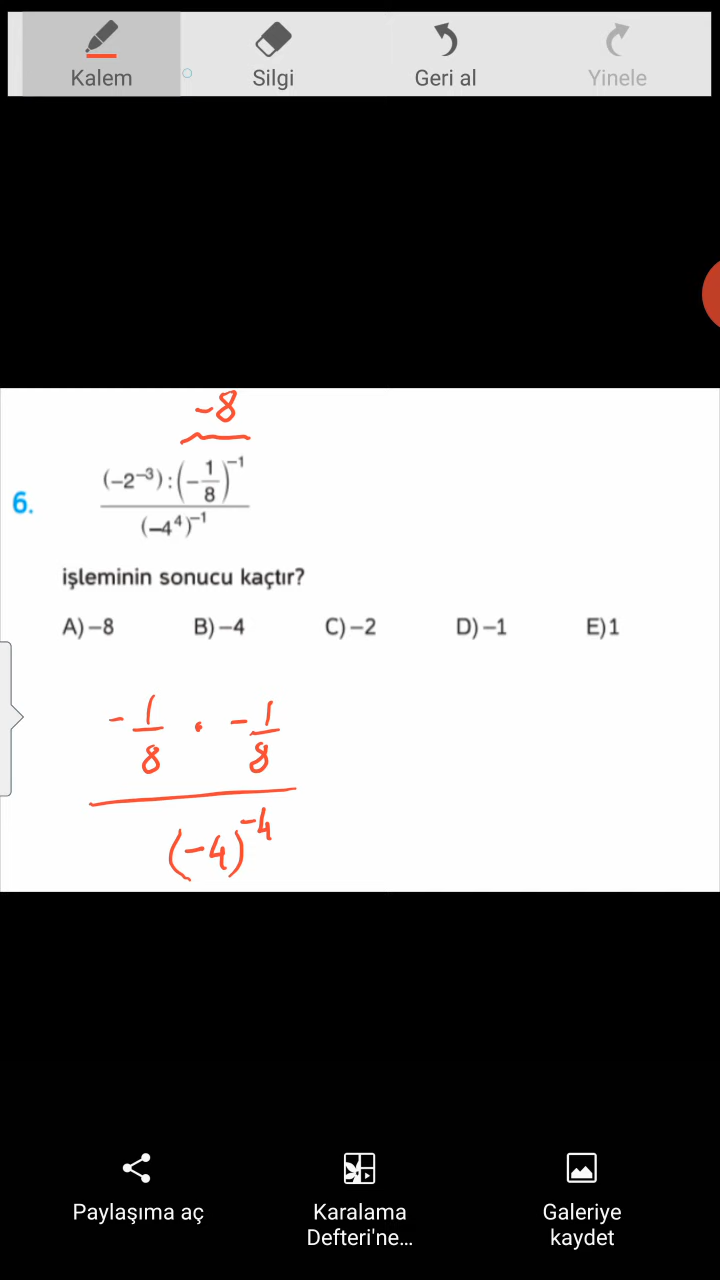 Kalem Silgi Geri al Yinele
-8
6. (-2⁻³):(-1/8)⁻¹ / (-4⁴)⁻¹
işleminin sonucu kaçtır?
A) -8 B) -4 C) -2 D) -1 E) 1
-1/8 · -1/8
(-4)⁻⁴
Paylaşıma aç
Karalama
Defteri'ne...
Galeriye
kaydet